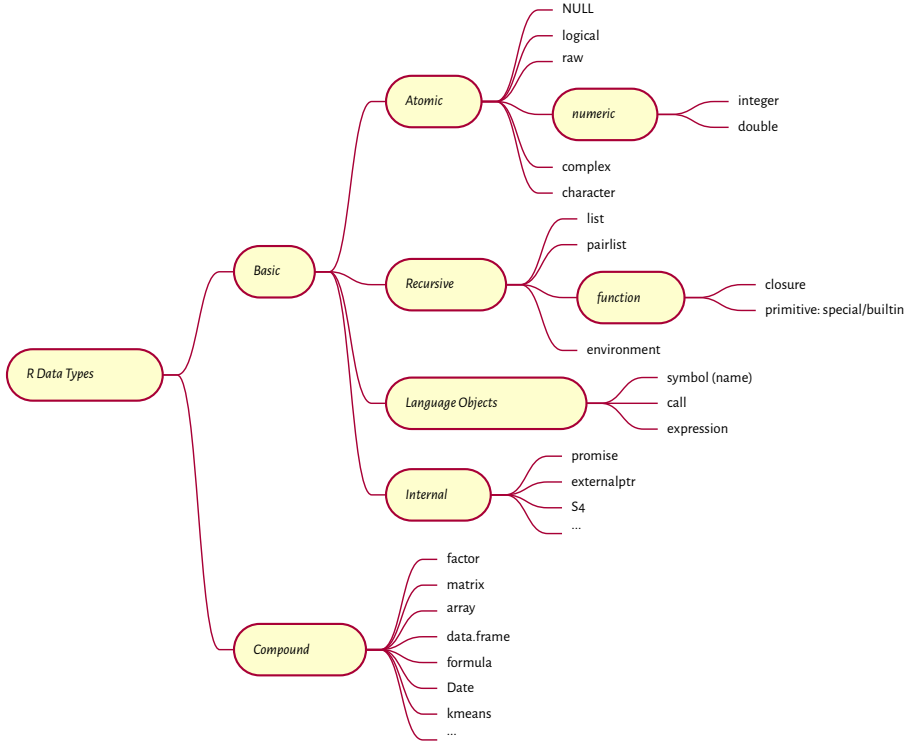 R Data Types
Basic
Atomic
NULL
logical
raw
numeric
integer
double
complex
character
Recursive
list
pairlist
function
closure
primitive: special/builtin
environment
Language Objects
symbol (name)
call
expression
Internal
promise
externalptr
S4
...
Compound
factor
matrix
array
data.frame
formula
Date
kmeans
...